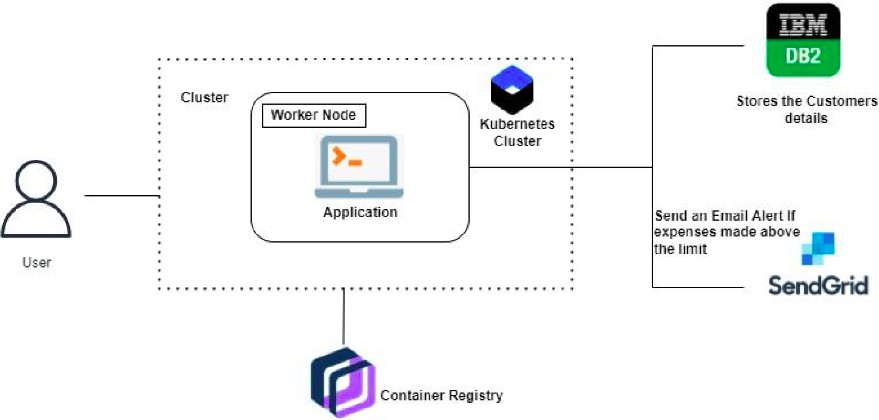 IBM
DB2
Stores the Customers
details
Cluster
Worker Node
Kubernetes
Cluster
Application
User
Send an Email Alert If
expenses made above
the limit
SendGrid
Container Registry